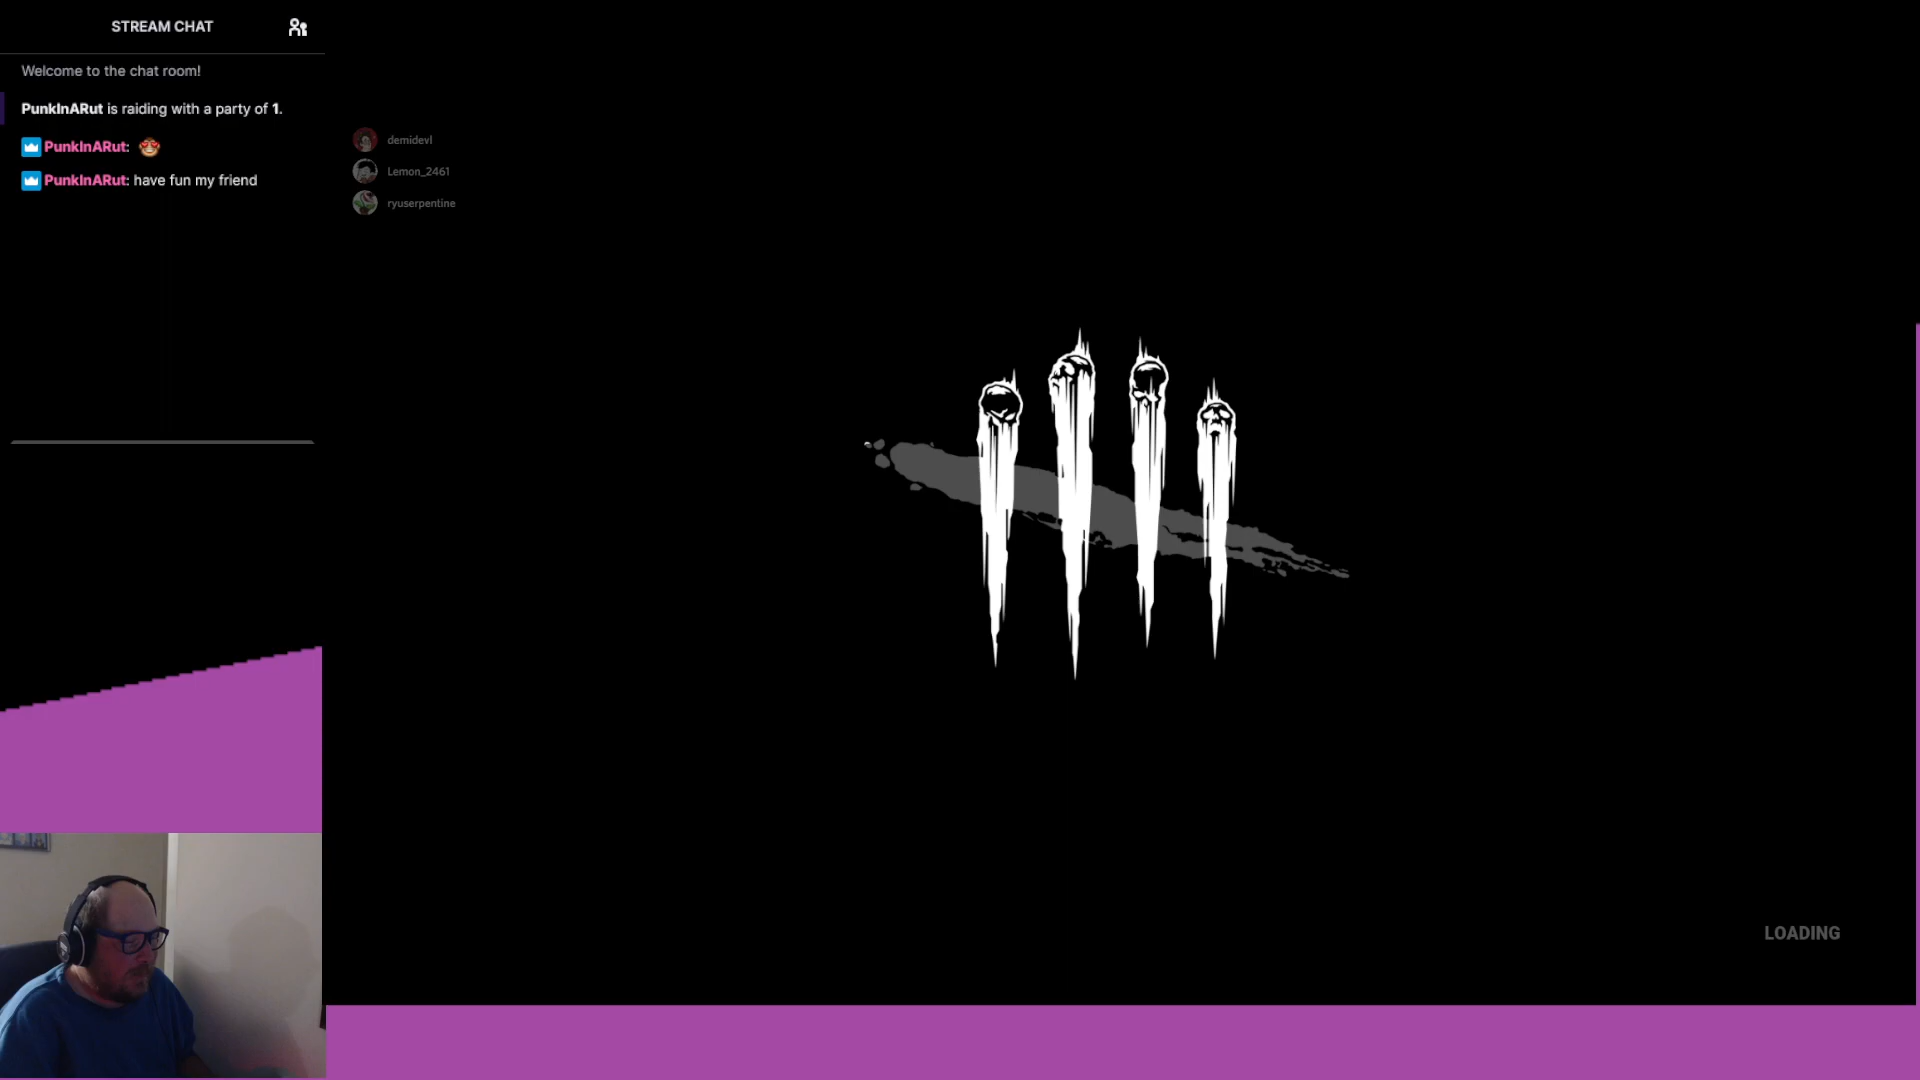 STREAM CHAT
Welcome to the chat room!
PunkInARut is raiding with a party of 1.
PunkInARut:
PunkInARut: have fun my friend
demidevl
Lemon_2461
ryuserpentine
LOADING